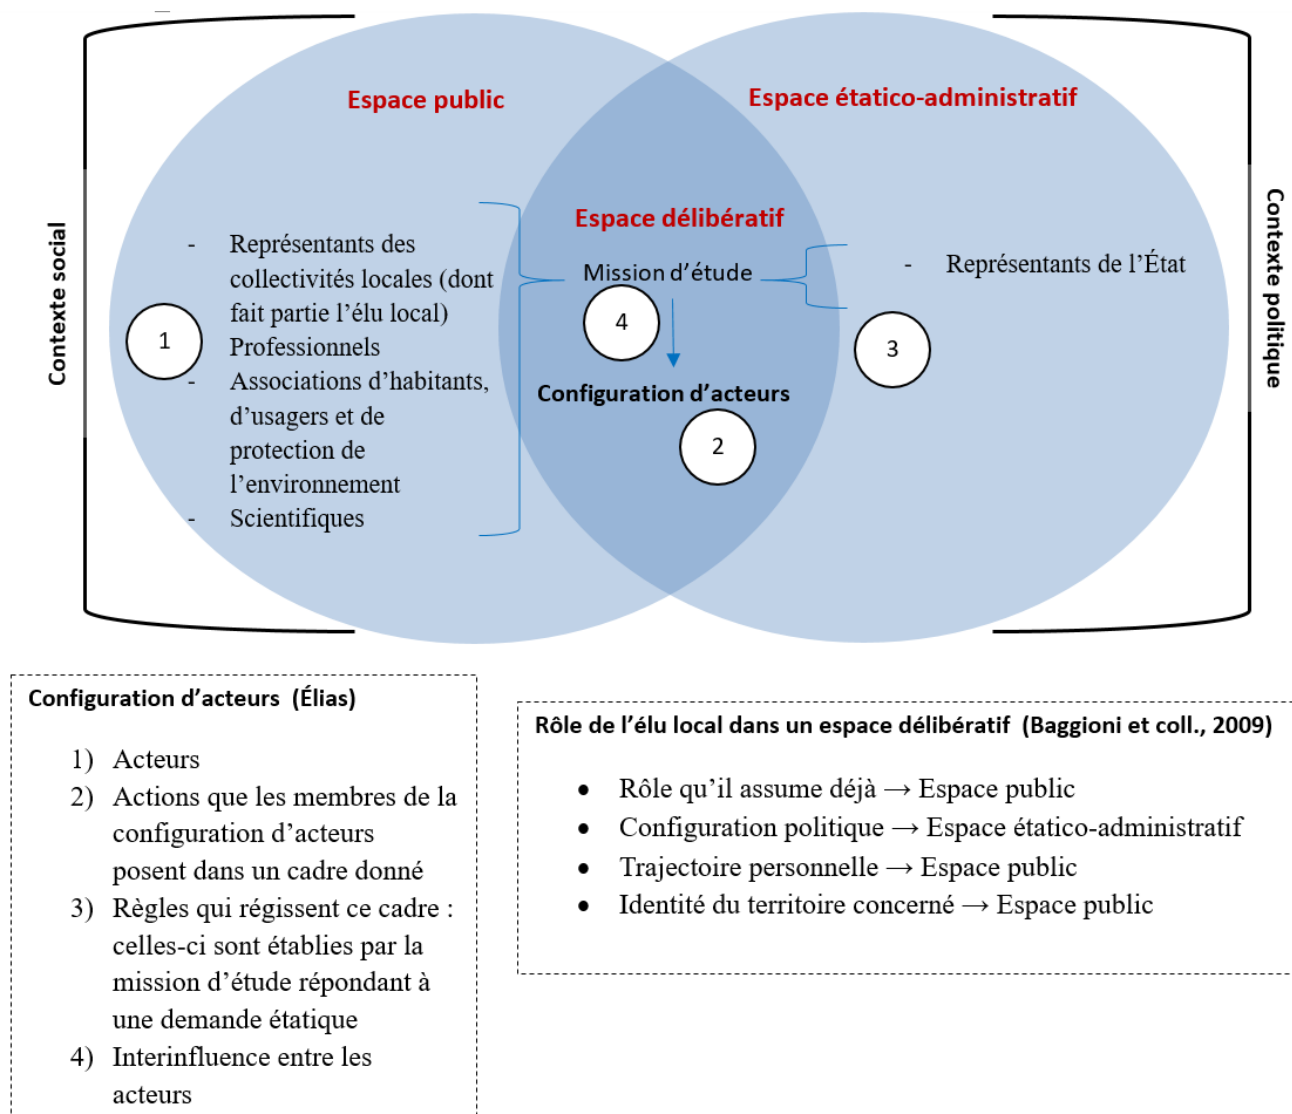 Espace public
Espace étatico-administratif
Contexte social
Contexte politique
Espace délibératif
Mission d’étude
- Représentants des
collectivités locales (dont
fait partie l’élu local)
- Professionnels
- Associations d’habitants,
d’usagers et de
protection de
l’environnement
- Scientifiques
1
4
Configuration d’acteurs
2
- Représentants de l’État
3
Configuration d’acteurs (Élias)
1) Acteurs
2) Actions que les membres de la
configuration d’acteurs
posent dans un cadre donné
3) Règles qui régissent ce cadre :
celles-ci sont établies par la
mission d’étude répondant à
une demande étatique
4) Interinfluence entre les
acteurs
Rôle de l’élu local dans un espace délibératif (Baggioni et coll., 2009)
• Rôle qu’il assume déjà → Espace public
• Configuration politique → Espace étatico-administratif
• Trajectoire personnelle → Espace public
• Identité du territoire concerné → Espace public